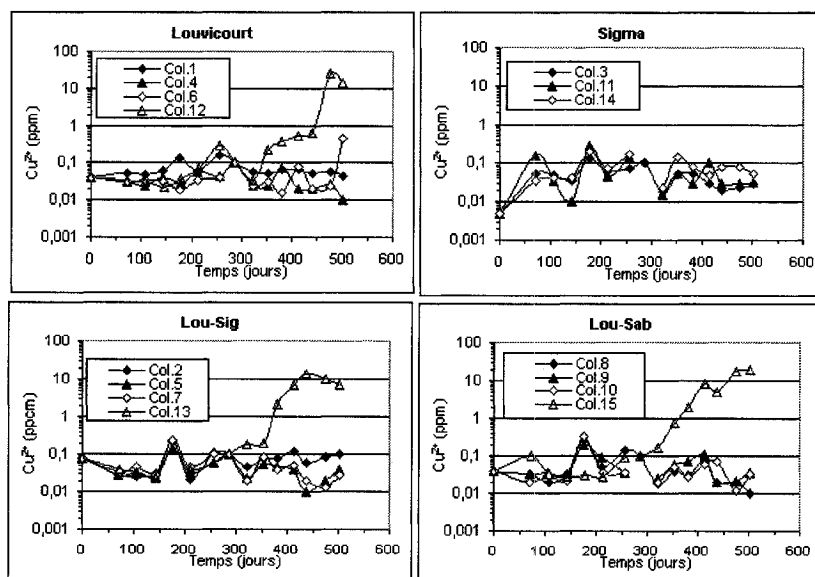 Louvicourt
100
10
1
0,1
0,01
0,001
Cu²⁺ (ppm)
Col.1
Col.4
Col.6
Col.12
0 100 200 300 400 500 600
Temps (jours)
Sigma
100
10
1
0,1
0,01
0,001
Cu²⁺ (ppm)
Col.3
Col.11
Col.14
0 100 200 300 400 500 600
Temps (jours)
Lou-Sig
100
10
1
0,1
0,01
0,001
Cu²⁺ (ppcm)
Col.2
Col.5
Col.7
Col.13
0 100 200 300 400 500 600
Temps (jours)
Lou-Sab
100
10
1
0,1
0,01
0,001
Cu²⁺ (ppm)
Col.8
Col.9
Col.10
Col.15
0 100 200 300 400 500 600
Temps (jours)